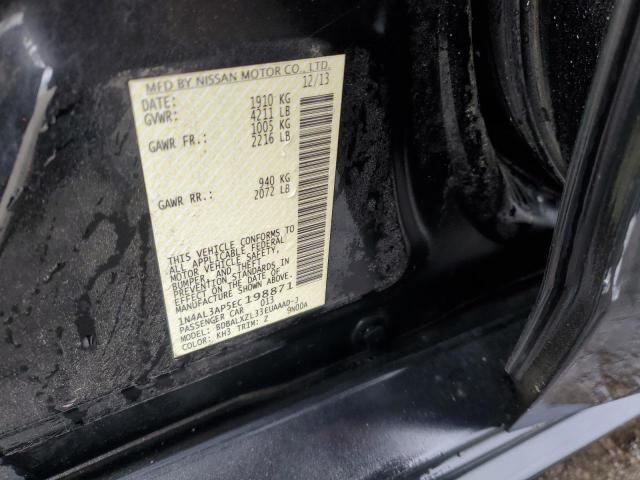 MFD BY NISSAN MOTOR CO., LTD.
12/13
DATE: 1910 KG
GVWR: 4211 LB
1005 KG
GAWR FR.: 2216 LB
940 KG
GAWR RR.: 2072 LB
THIS VEHICLE CONFORMS TO
ALL APPLICABLE FEDERAL
MOTOR VEHICLE SAFETY,
BUMPER, AND THEFT
PREVENTION STANDARDS IN
EFFECT ON THE DATE OF
MANUFACTURE SHOWN ABOVE.
1N4AL3AP5EC198871
PASSENGER CAR 013
MODEL: BDBALXZL33EUAAAD-J
COLOR: KH3 TRIM: Z 9N00A